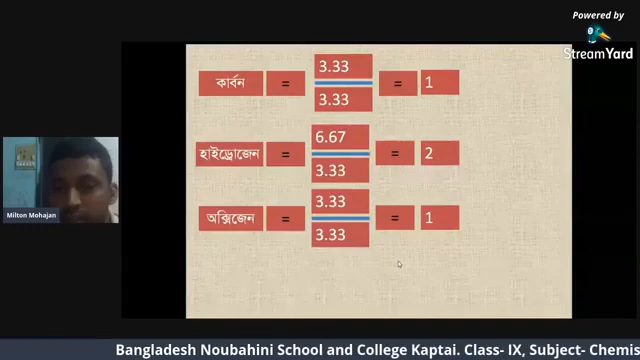 Powered by
StreamYard
3.33
কার্বন = = 1
3.33
6.67
হাইড্রোজেন = = 2
3.33
3.33
অক্সিজেন = = 1
3.33
Milton Mohajan
Bangladesh Noubahini School and College Kaptai. Class- IX, Subject- Chemis